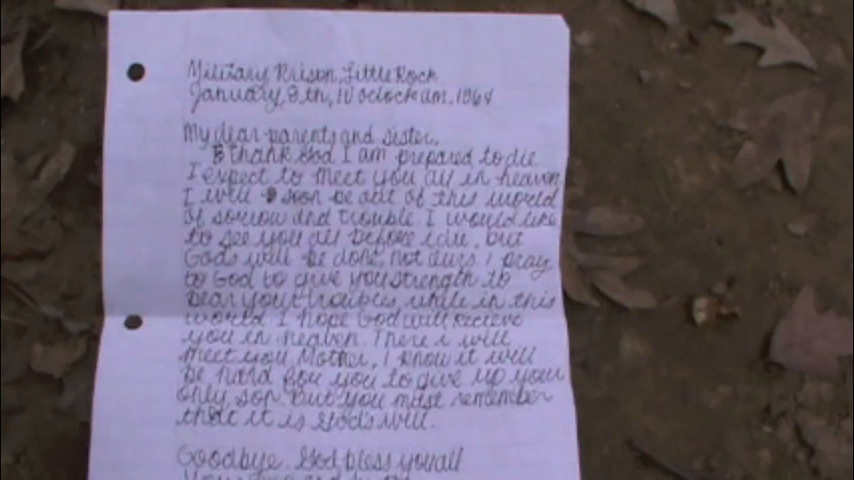 Military Prison, Little Rock
January, 8th, 10 oclock am, 1964
My dear parents and sister,
I thank God I am prepared to die
I expect to meet you all in heaven
I will soon be out of this world
of sorrow and trouble I would like
to see you all before i die, but
Gods will be done, not ours. I pray
to God to give you strength to
bear your troubles while in this
world I hope God will recieve
you in heaven. There i will
meet you Mother, I know it will
be hard for you to give up your
only son, but you must remember
that it is God's will.
Goodbye. God bless you all